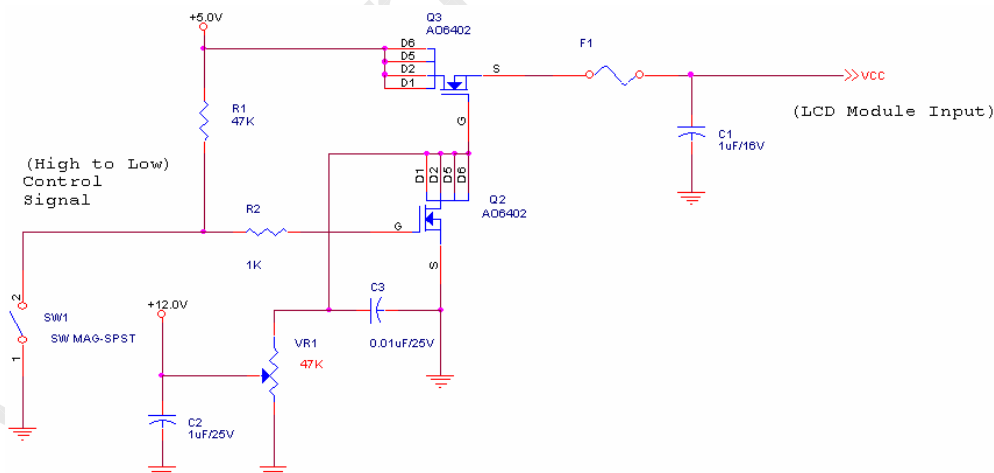 Q3
AO6402
+5.0V
D6
D5
D2
D1
S
G
F1
VCC
(LCD Module Input)
R1
47K
C1
1uF/16V
(High to Low)
Control
Signal
D1
D2
D5
D6
Q2
AO6402
R2
1K
G
S
2
SW1
SW MAG-SPST
1
+12.0V
C3
0.01uF/25V
VR1
47K
C2
1uF/25V